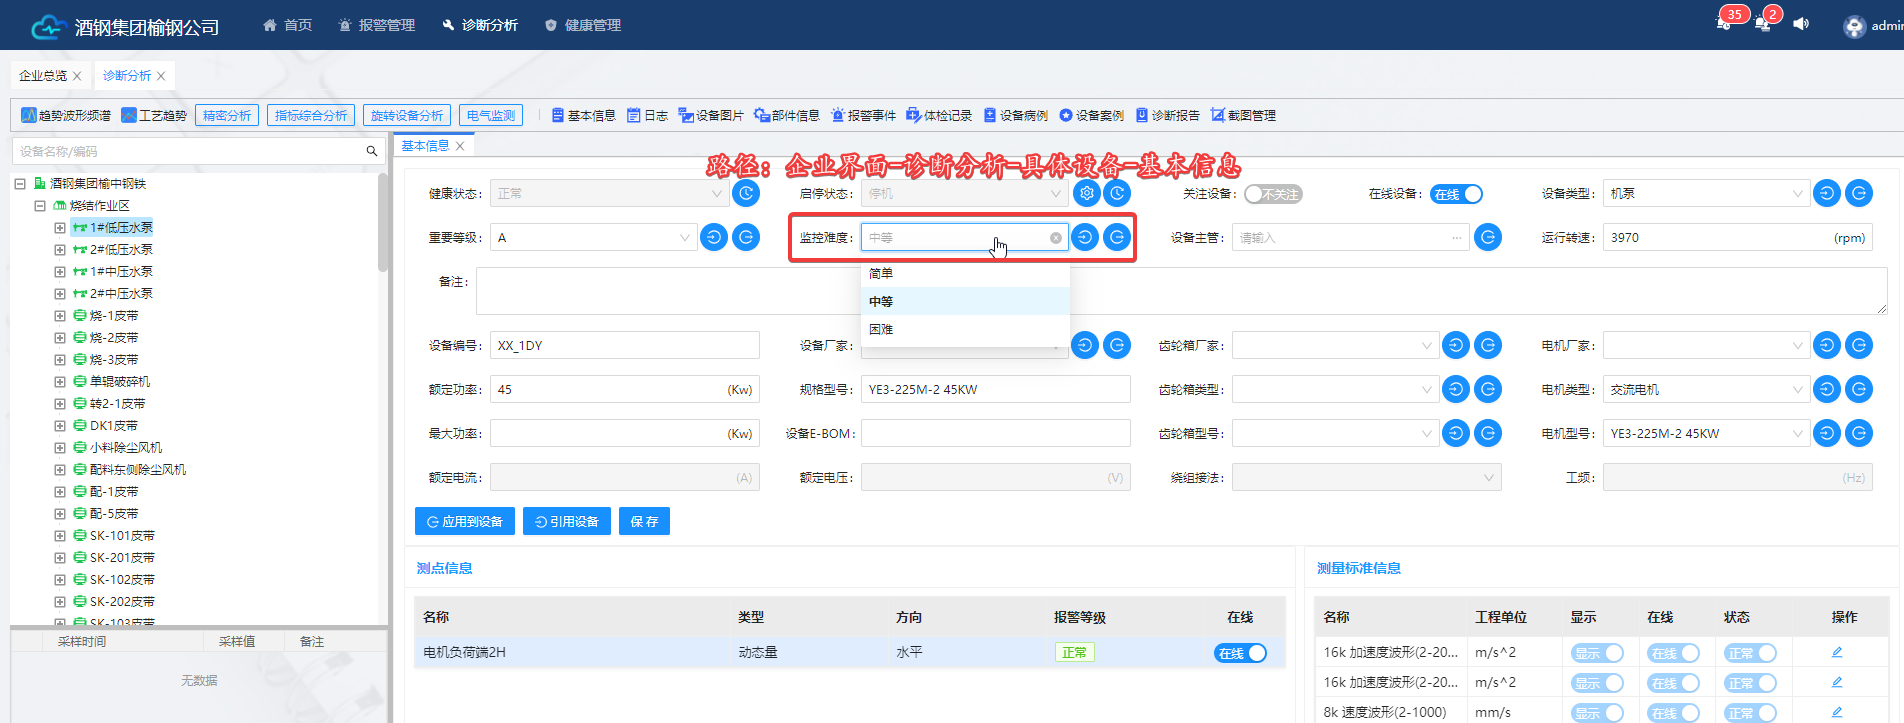 酒钢集团榆钢公司 首页 报警管理 诊断分析 健康管理 35 2 admin
企业总览 诊断分析
趋势波形频谱 工艺趋势 精密分析 指标综合分析 旋转设备分析 电气监测 基本信息 日志 设备图片 部件信息 报警事件 体检记录 设备病例 设备案例 诊断报告 截图管理
设备名称/编码
酒钢集团榆中钢铁
烧结作业区
1#低压水泵
2#低压水泵
1#中压水泵
2#中压水泵
烧-1皮带
烧-2皮带
烧-3皮带
单辊破碎机
转2-1皮带
DK1皮带
小料除尘风机
配料东侧除尘风机
配-1皮带
配-5皮带
SK-101皮带
SK-201皮带
SK-102皮带
SK-202皮带
SK-103皮带
采样时间 采样值 备注
无数据
基本信息
路径：企业界面-诊断分析-具体设备-基本信息
健康状态： 正常 启停状态： 停机 关注设备： 不关注 在线设备： 在线 设备类型： 机泵
重要等级： A 监控难度： 中等 设备主管： 请输入 ... 运行转速： 3970 (rpm)
备注：
简单
中等
困难
设备编号： XX_1DY 设备厂家： 齿轮箱厂家： 电机厂家：
额定功率： 45 (Kw) 规格型号： YE3-225M-2 45KW 齿轮箱类型： 电机类型： 交流电机
最大功率： (Kw) 设备E-BOM： 齿轮箱型号： 电机型号： YE3-225M-2 45KW
额定电流： (A) 额定电压： (V) 绕组接法： 工频： (Hz)
应用到设备 引用设备 保存
测点信息
名称 类型 方向 报警等级 在线
电机负荷端2H 动态量 水平 正常 在线
测量标准信息
名称 工程单位 显示 在线 状态 操作
16k 加速度波形(2-20... m/s^2 显示 在线 正常
16k 加速度波形(2-20... m/s^2 显示 在线 正常
8k 速度波形(2-1000) mm/s 显示 在线 正常